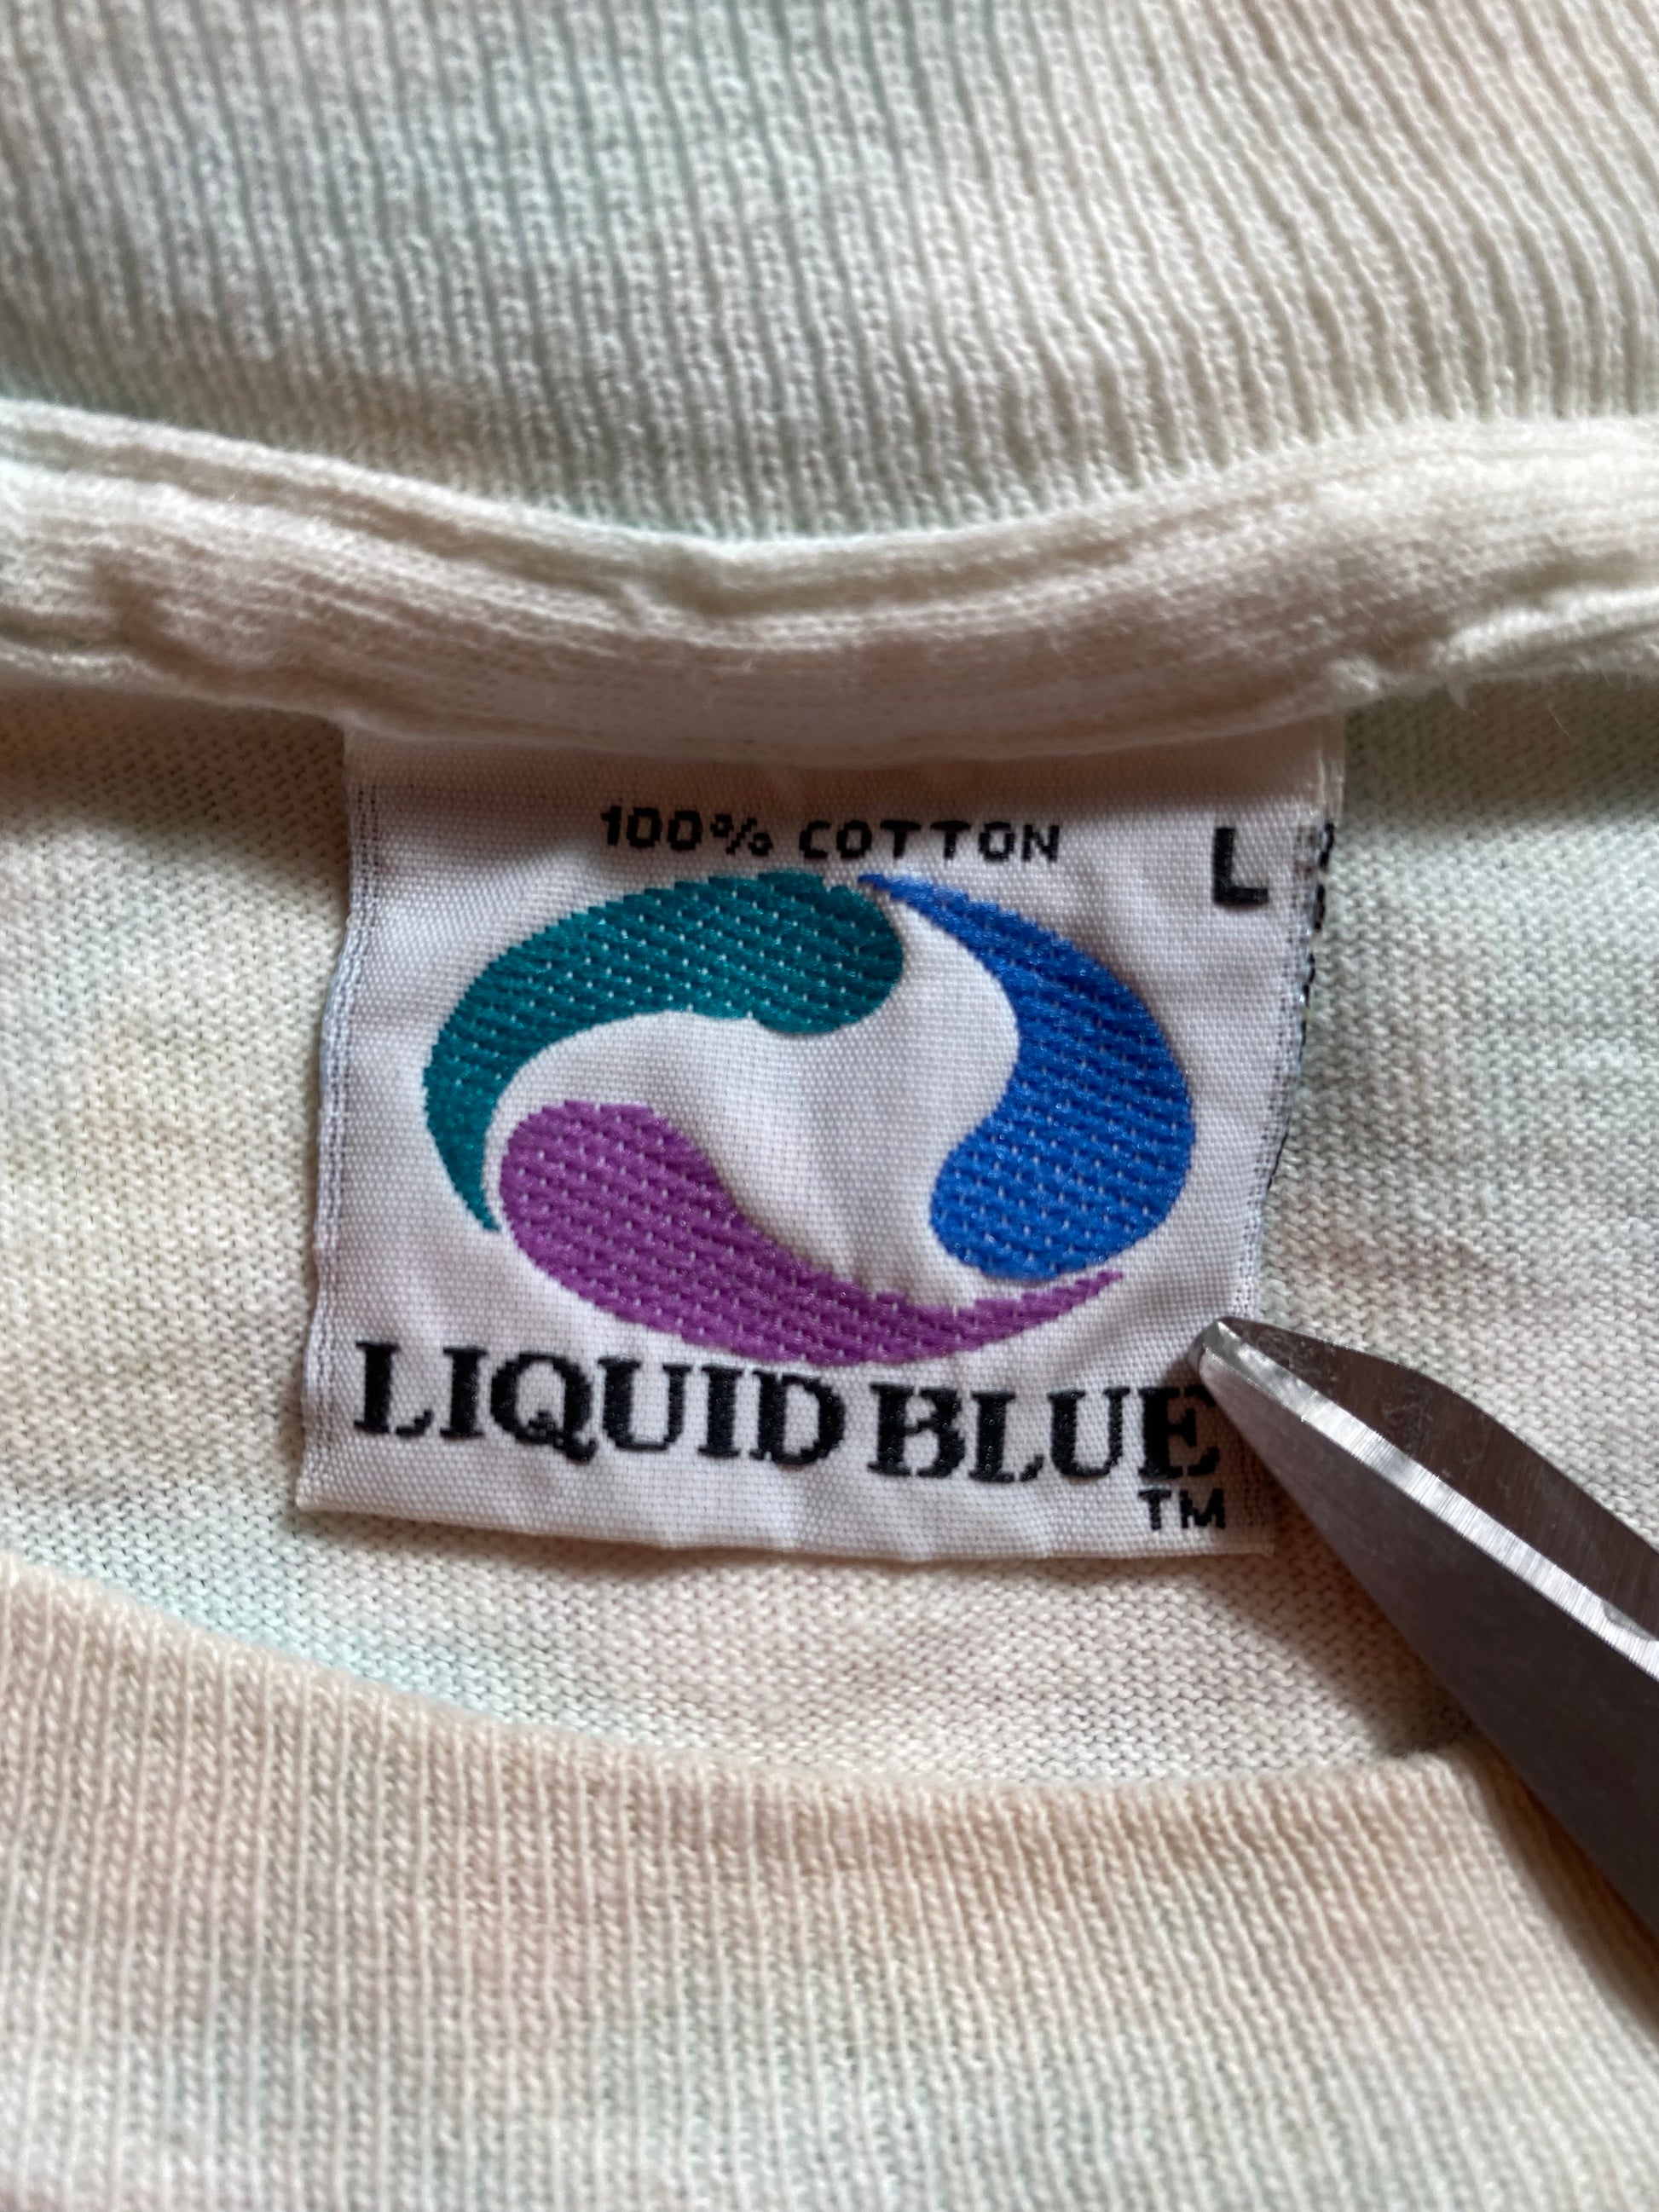 100% COTTON
L
LIQUID BLUE
TM